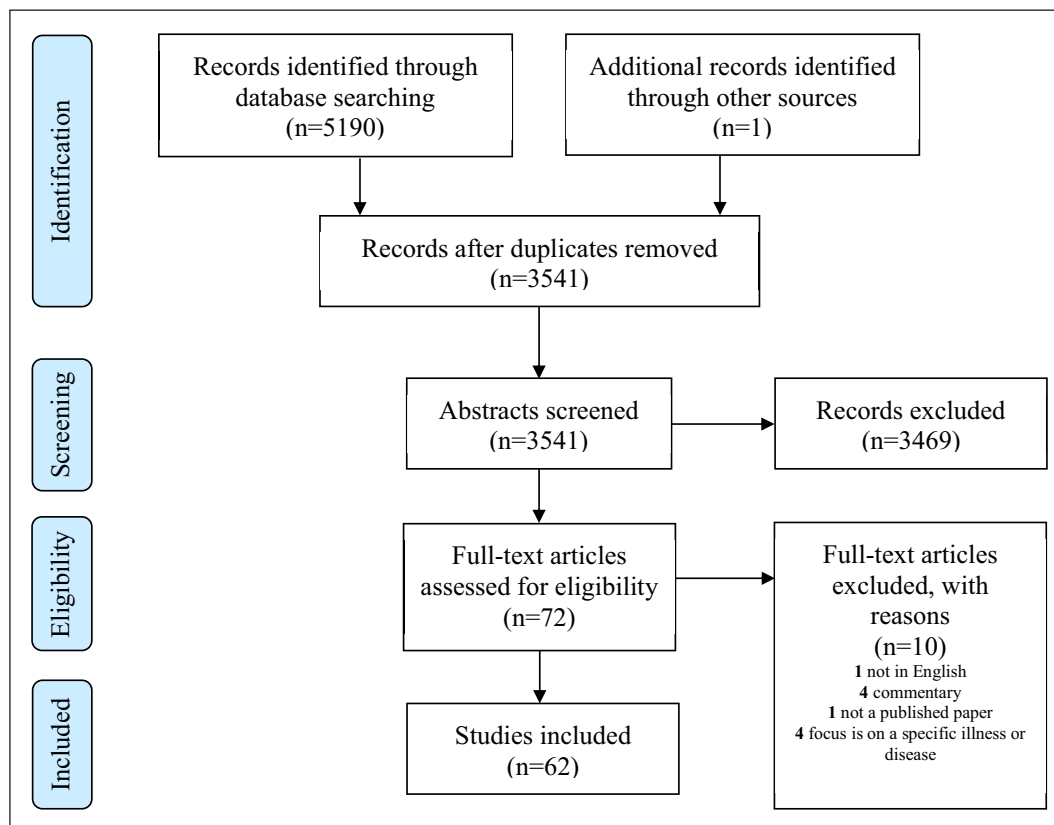 Identification
Records identified through
database searching
(n=5190)
Additional records identified
through other sources
(n=1)
Records after duplicates removed
(n=3541)
Screening
Abstracts screened
(n=3541)
Records excluded
(n=3469)
Eligibility
Full-text articles
assessed for eligibility
(n=72)
Full-text articles
excluded, with
reasons
(n=10)
1 not in English
4 commentary
1 not a published paper
4 focus is on a specific illness or
disease
Included
Studies included
(n=62)